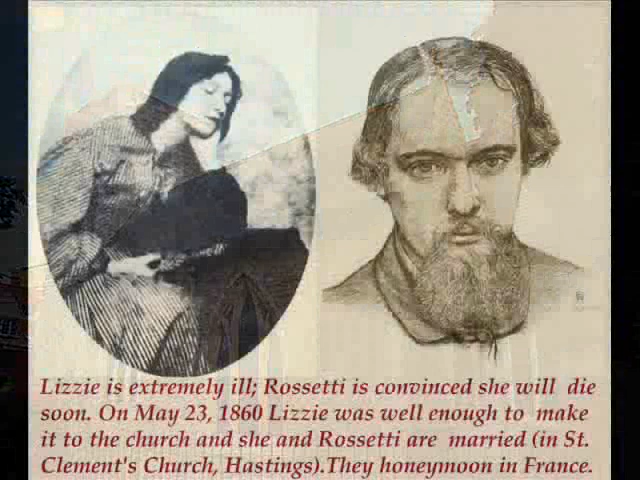 Lizzie is extremely ill; Rossetti is convinced she will die
soon. On May 23, 1860 Lizzie was well enough to make
it to the church and she and Rossetti are married (in St.
Clement's Church, Hastings).They honeymoon in France.